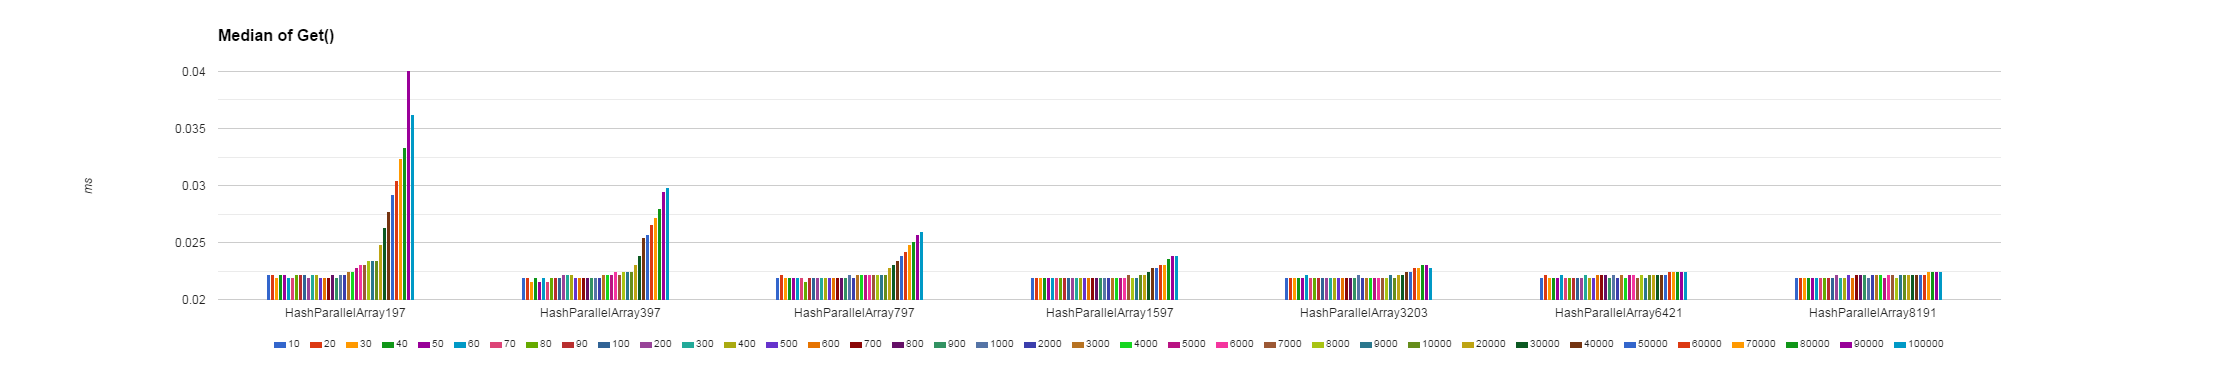 Median of Get()
0.04
0.035
0.03
0.025
0.02
ms
HashParallelArray197 HashParallelArray397 HashParallelArray797 HashParallelArray1597 HashParallelArray3203 HashParallelArray6421 HashParallelArray8191
10 20 30 40 50 60 70 80 90 100 200 300 400 500 600 700 800 900 1000 2000 3000 4000 5000 6000 7000 8000 9000 10000 20000 30000 40000 50000 60000 70000 80000 90000 100000